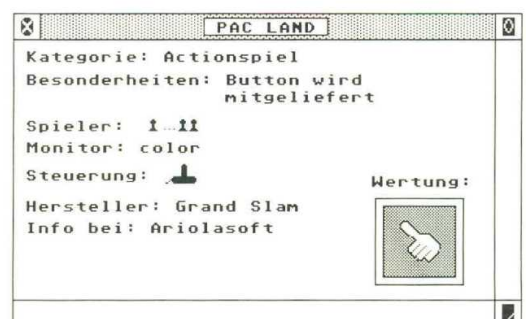 PAC LAND
Kategorie: Actionspiel
Besonderheiten: Button wird
mitgeliefert
Spieler:
Monitor: color
Steuerung:
Wertung:
Hersteller: Grand Slam
Info bei: Ariolasoft